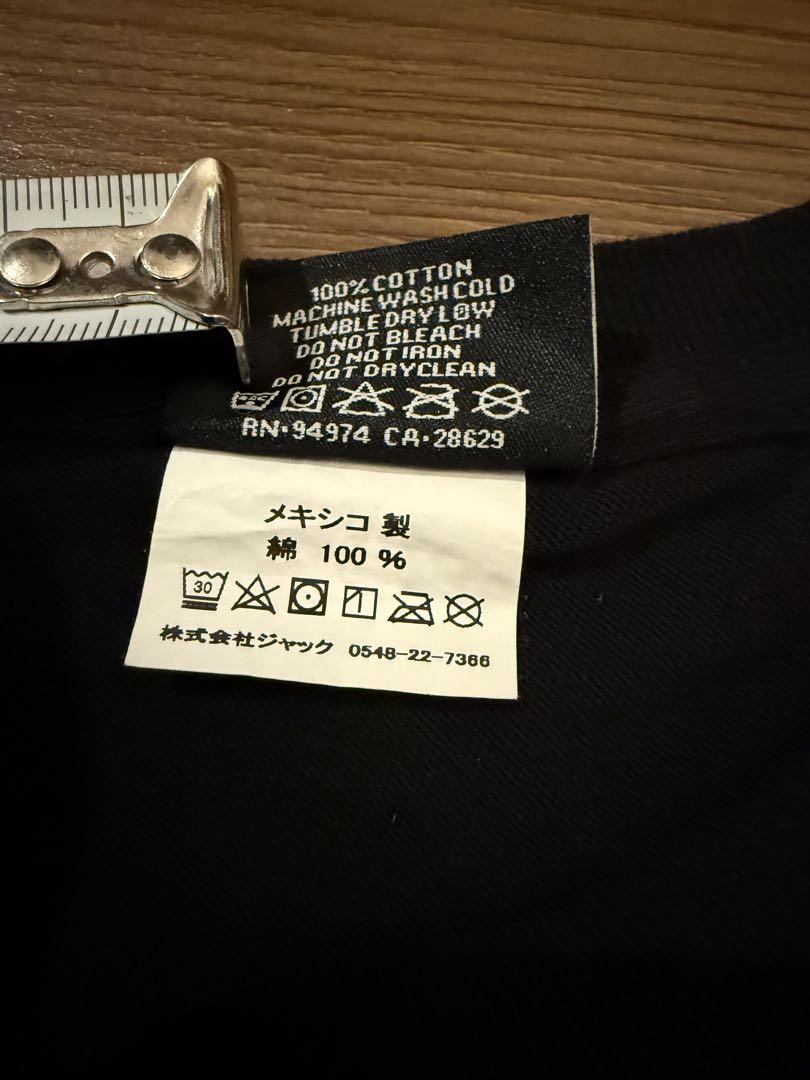 100% COTTON
MACHINE WASH COLD
TUMBLE DRY LOW
DO NOT BLEACH
DO NOT IRON
DO NOT DRYCLEAN
RN·94974 CA·28629
メキシコ 製
綿 100 %
30
株式会社ジャック 0548-22-7366